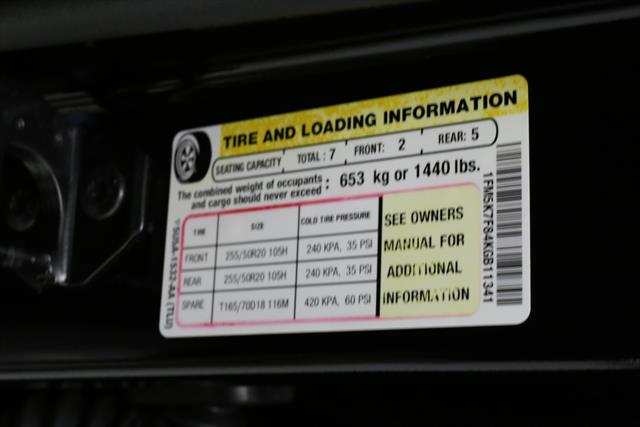 TIRE AND LOADING INFORMATION
SEATING CAPACITY TOTAL : 7 FRONT: 2 REAR: 5
The combined weight of occupants and cargo should never exceed : 653 kg or 1440 lbs.
TIRE SIZE COLD TIRE PRESSURE
FRONT 255/50R20 105H 240 KPA, 35 PSI
REAR 255/50R20 105H 240 KPA, 35 PSI
SPARE T165/70D18 116M 420 KPA, 60 PSI
SEE OWNERS
MANUAL FOR
ADDITIONAL
INFORMATION
1FM5K7F84KGB11341